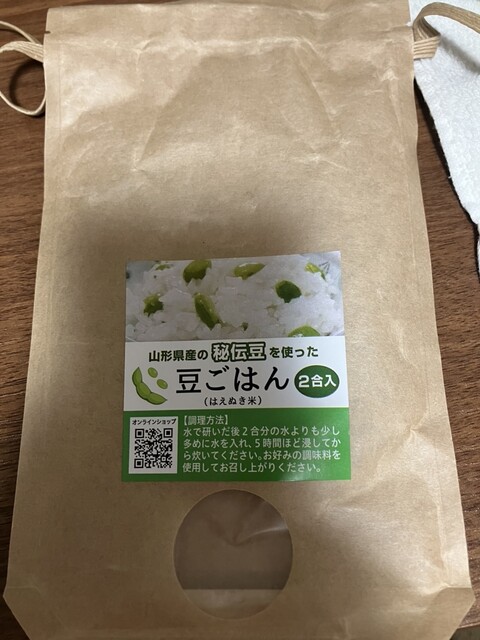 山形県産の秘伝豆を使った
豆ごはん 2合入
(はえぬき米)
オンラインショップ
【調理方法】
水で研いだ後2合分の水よりも少し
多めに水を入れ、5時間ほど浸してか
ら炊いてください。お好みの調味料を
使用してお召し上がりください。